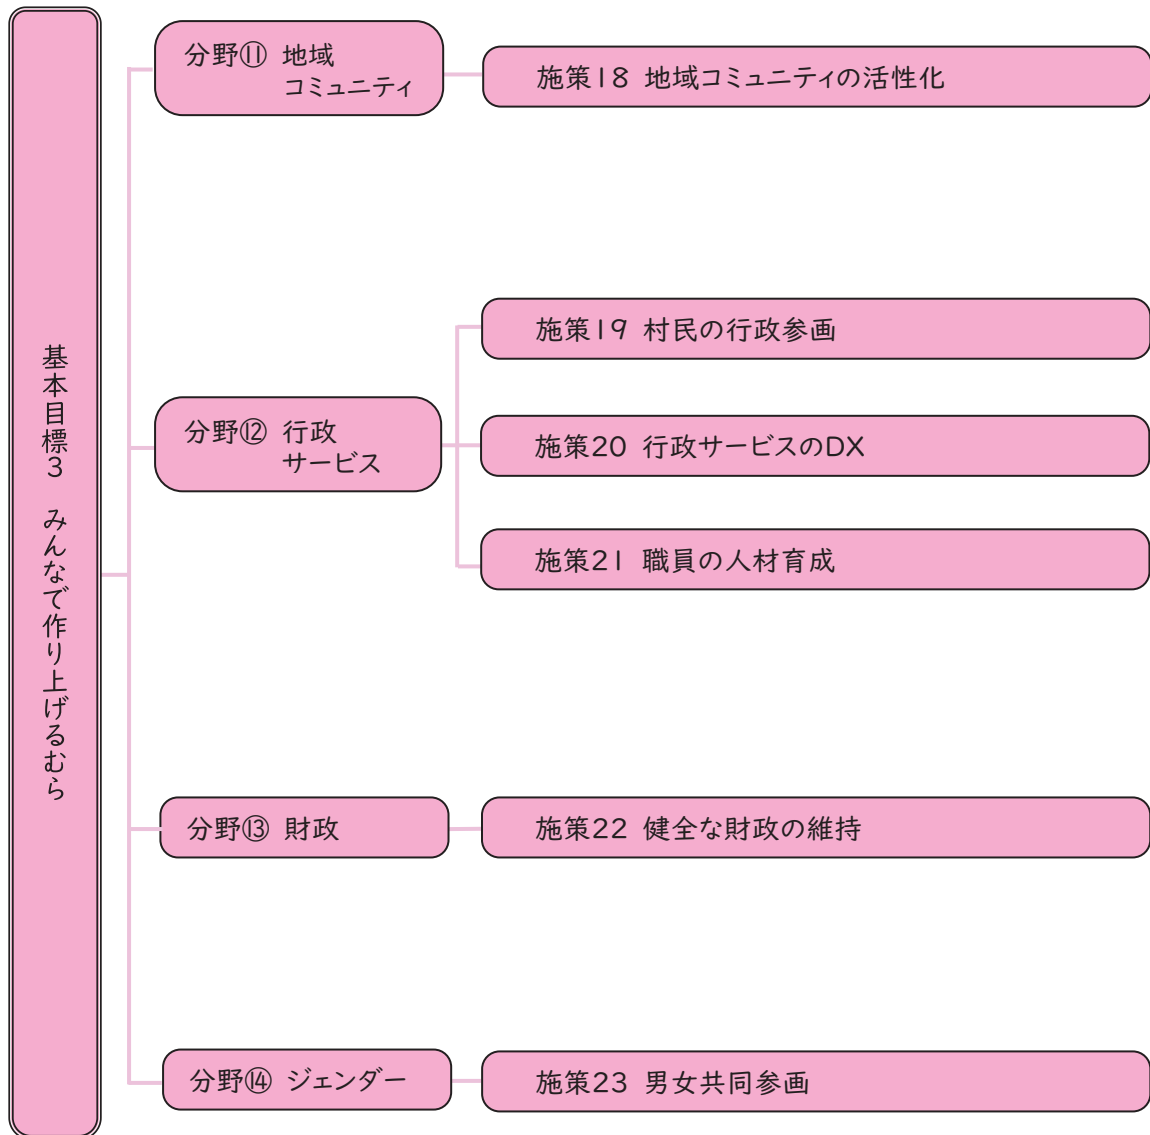 基本目標3 みんなで作り上げるむら
分野⑪ 地域
コミュニティ
施策18 地域コミュニティの活性化
分野⑫ 行政
サービス
施策19 村民の行政参画
施策20 行政サービスのDX
施策21 職員の人材育成
分野⑬ 財政
施策22 健全な財政の維持
分野⑭ ジェンダー
施策23 男女共同参画